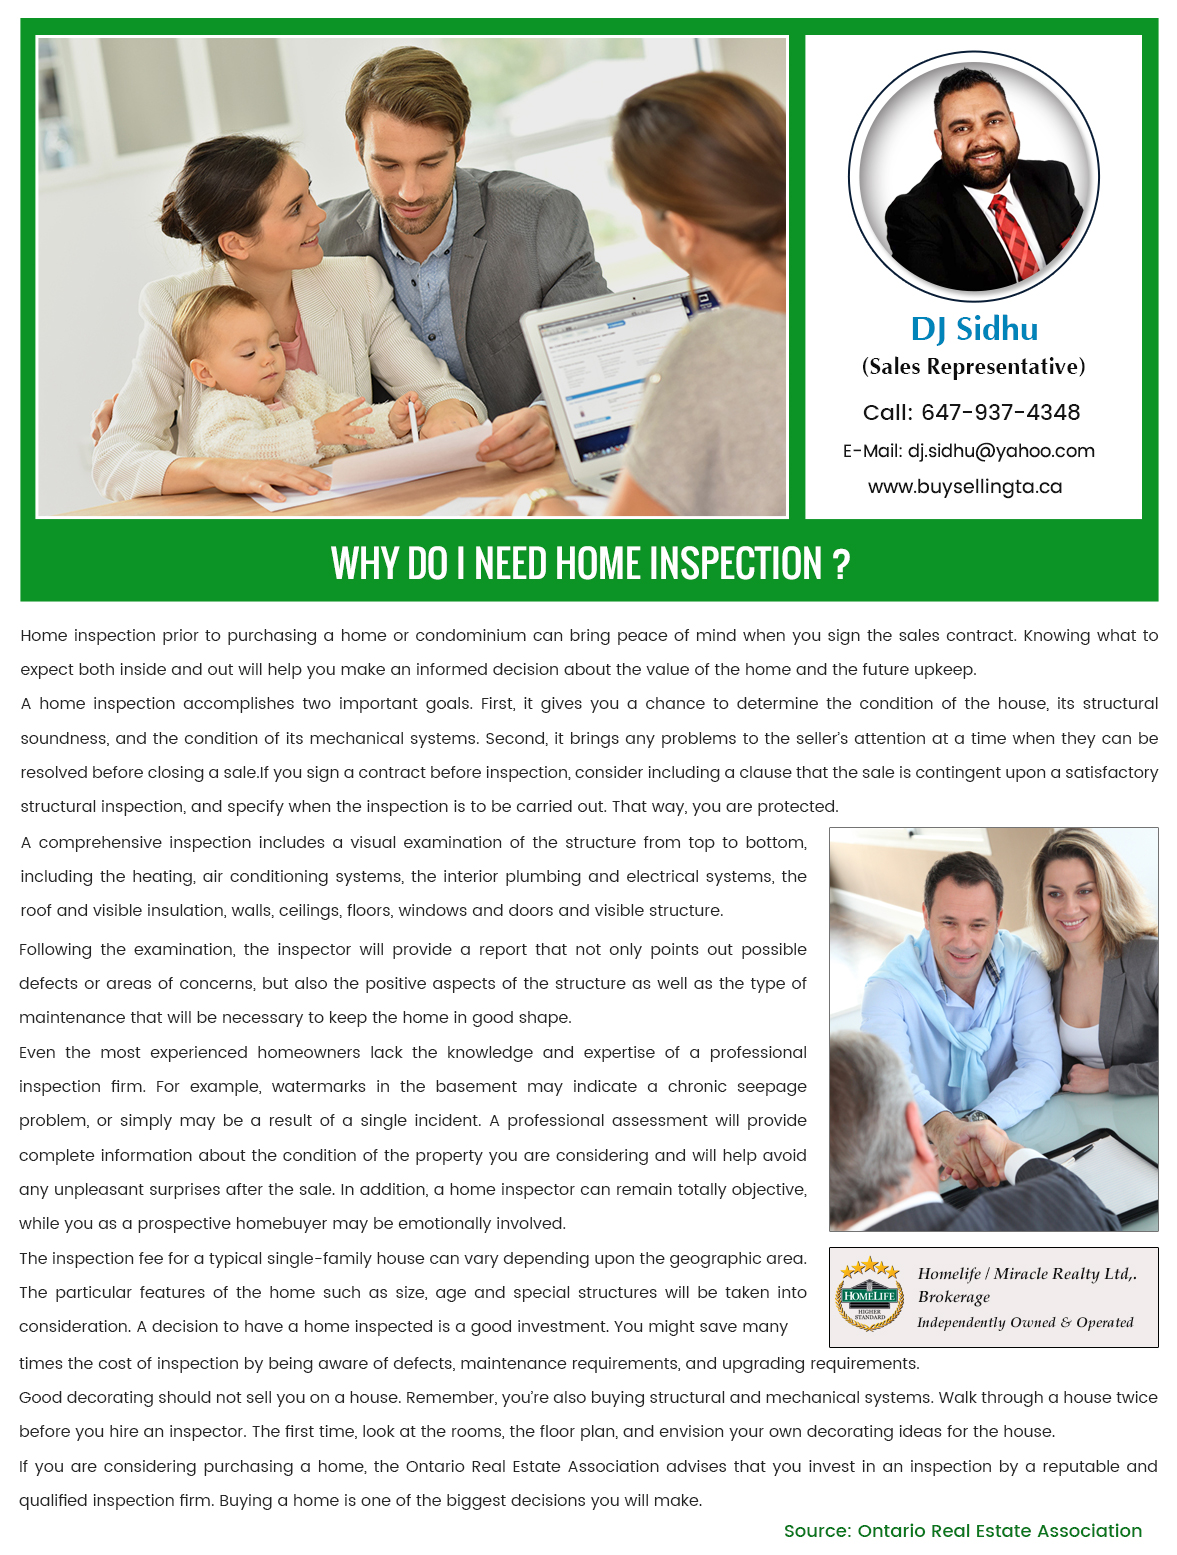 DJ Sidhu
(Sales Representative)
Call: 647-937-4348
E-Mail: dj.sidhu@yahoo.com
www.buysellingta.ca
WHY DO I NEED HOME INSPECTION ?
Home inspection prior to purchasing a home or condominium can bring peace of mind when you sign the sales contract. Knowing what to
expect both inside and out will help you make an informed decision about the value of the home and the future upkeep.
A home inspection accomplishes two important goals. First, it gives you a chance to determine the condition of the house, its structural
soundness, and the condition of its mechanical systems. Second, it brings any problems to the seller's attention at a time when they can be
resolved before closing a sale.If you sign a contract before inspection, consider including a clause that the sale is contingent upon a satisfactory
structural inspection, and specify when the inspection is to be carried out. That way, you are protected.
A comprehensive inspection includes a visual examination of the structure from top to bottom,
including the heating, air conditioning systems, the interior plumbing and electrical systems, the
roof and visible insulation, walls, ceilings, floors, windows and doors and visible structure.
Following the examination, the inspector will provide a report that not only points out possible
defects or areas of concerns, but also the positive aspects of the structure as well as the type of
maintenance that will be necessary to keep the home in good shape.
Even the most experienced homeowners lack the knowledge and expertise of a professional
inspection firm. For example, watermarks in the basement may indicate a chronic seepage
problem, or simply may be a result of a single incident. A professional assessment will provide
complete information about the condition of the property you are considering and will help avoid
any unpleasant surprises after the sale. In addition, a home inspector can remain totally objective,
while you as a prospective homebuyer may be emotionally involved.
The inspection fee for a typical single-family house can vary depending upon the geographic area.
The particular features of the home such as size, age and special structures will be taken into
consideration. A decision to have a home inspected is a good investment. You might save many
times the cost of inspection by being aware of defects, maintenance requirements, and upgrading requirements.
HOMELIFE
HIGHER
STANDARD
Homelife / Miracle Realty Ltd,.
Brokerage
Independently Owned & Operated
Good decorating should not sell you on a house. Remember, you're also buying structural and mechanical systems. Walk through a house twice
before you hire an inspector. The first time, look at the rooms, the floor plan, and envision your own decorating ideas for the house.
If you are considering purchasing a home, the Ontario Real Estate Association advises that you invest in an inspection by a reputable and
qualified inspection firm. Buying a home is one of the biggest decisions you will make.
Source: Ontario Real Estate Association